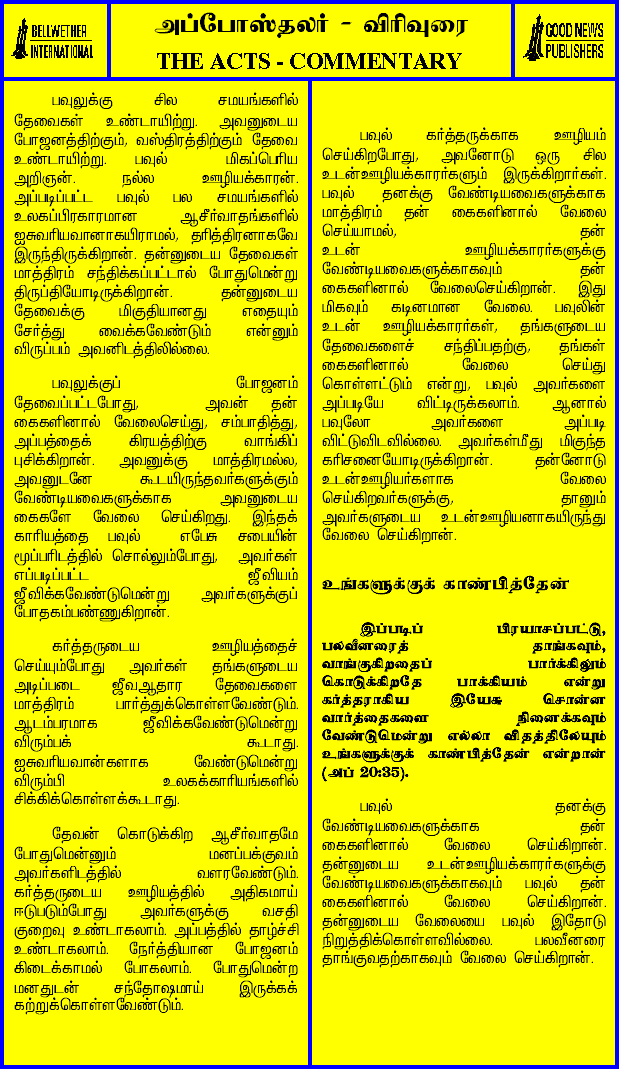 BELLWETHER
INTERNATIONAL
அப்போஸ்தலர் - விரிவுரை
THE ACTS - COMMENTARY
GOOD NEWS
PUBLISHERS
பவுலுக்கு சில சமயங்களில்
தேவைகள் உண்டாயிற்று. அவனுடைய
போஜனத்திற்கும், வஸ்திரத்திற்கும் தேவை
உண்டாயிற்று. பவுல் மிகப்பெரிய
அறிஞன். நல்ல ஊழியக்காரன்.
அப்படிப்பட்ட பவுல் பல சமயங்களில்
உலகப்பிரகாரமான ஆசீர்வாதங்களில்
ஐசுவரியவானாகயிராமல், தரித்திரனாகவே
இருந்திருக்கிறான். தன்னுடைய தேவைகள்
மாத்திரம் சந்திக்கப்பட்டால் போதுமென்று
திருப்தியோடிருக்கிறான். தன்னுடைய
தேவைக்கு மிகுதியானது எதையும்
சேர்த்து வைக்கவேண்டும் என்னும்
விருப்பம் அவனிடத்திலில்லை.
பவுலுக்குப் போஜனம்
தேவைப்பட்டபோது, அவன் தன்
கைகளினால் வேலைசெய்து, சம்பாதித்து,
அப்பத்தைக் கிரயத்திற்கு வாங்கிப்
புசிக்கிறான். அவனுக்கு மாத்திரமல்ல,
அவனுடனே கூடயிருந்தவர்களுக்கும்
வேண்டியவைகளுக்காக அவனுடைய
கைகளே வேலை செய்கிறது. இந்தக்
காரியத்தை பவுல் எபேசு சபையின்
மூப்பரிடத்தில் சொல்லும்போது, அவர்கள்
எப்படிப்பட்ட ஜீவியம்
ஜீவிக்கவேண்டுமென்று அவர்களுக்குப்
போதகம்பண்ணுகிறான்.
கர்த்தருடைய ஊழியத்தைச்
செய்யும்போது அவர்கள் தங்களுடைய
அடிப்படை ஜீவஆதார தேவைகளை
மாத்திரம் பார்த்துக்கொள்ளவேண்டும்.
ஆடம்பரமாக ஜீவிக்கவேண்டுமென்று
விரும்பக் கூடாது.
ஐசுவரியவான்களாக வேண்டுமென்று
விரும்பி உலகக்காரியங்களில்
சிக்கிக்கொள்ளக்கூடாது.
தேவன் கொடுக்கிற ஆசீர்வாதமே
போதுமென்னும் மனப்பக்குவம்
அவர்களிடத்தில் வளரவேண்டும்.
கர்த்தருடைய ஊழியத்தில் அதிகமாய்
ஈடுபடும்போது அவர்களுக்கு வசதி
குறைவு உண்டாகலாம். அப்பத்தில் தாழ்ச்சி
உண்டாகலாம். நேர்த்தியான போஜனம்
கிடைக்காமல் போகலாம். போதுமென்ற
மனதுடன் சந்தோஷமாய் இருக்கக்
கற்றுக்கொள்ளவேண்டும்.
பவுல் கர்த்தருக்காக ஊழியம்
செய்கிறபோது, அவனோடு ஒரு சில
உடன்ஊழியக்காரர்களும் இருக்கிறார்கள்.
பவுல் தனக்கு வேண்டியவைகளுக்காக
மாத்திரம் தன் கைகளினால் வேலை
செய்யாமல், தன்
உடன் ஊழியக்காரர்களுக்கு
வேண்டியவைகளுக்காகவும் தன்
கைகளினால் வேலைசெய்கிறான். இது
மிகவும் கடினமான வேலை. பவுலின்
உடன் ஊழியக்காரர்கள், தங்களுடைய
தேவைகளைச் சந்திப்பதற்கு, தங்கள்
கைகளினால் வேலை செய்து
கொள்ளட்டும் என்று, பவுல் அவர்களை
அப்படியே விட்டிருக்கலாம். ஆனால்
பவுலோ அவர்களை அப்படி
விட்டுவிடவில்லை. அவர்கள்மீது மிகுந்த
கரிசனையோடிருக்கிறான். தன்னோடு
உடன்ஊழியர்களாக வேலை
செய்கிறவர்களுக்கு, தானும்
அவர்களுடைய உடன்ஊழியனாகயிருந்து
வேலை செய்கிறான்.
உங்களுக்குக் காண்பித்தேன்
இப்படிப் பிரயாசப்பட்டு,
பலவீனரைத் தாங்கவும்,
வாங்குகிறதைப் பார்க்கிலும்
கொடுக்கிறதே பாக்கியம் என்று
கர்த்தராகிய இயேசு சொன்ன
வார்த்தைகளை நினைக்கவும்
வேண்டுமென்று எல்லா விதத்திலேயும்
உங்களுக்குக் காண்பித்தேன் என்றான்
(அப் 20:35).
பவுல் தனக்கு
வேண்டியவைகளுக்காக தன்
கைகளினால் வேலை செய்கிறான்.
தன்னுடைய உடன்ஊழியக்காரர்களுக்கு
வேண்டியவைகளுக்காகவும் பவுல் தன்
கைகளினால் வேலை செய்கிறான்.
தன்னுடைய வேலையை பவுல் இதோடு
நிறுத்திக்கொள்ளவில்லை. பலவீனரை
தாங்குவதற்காகவும் வேலை செய்கிறான்.